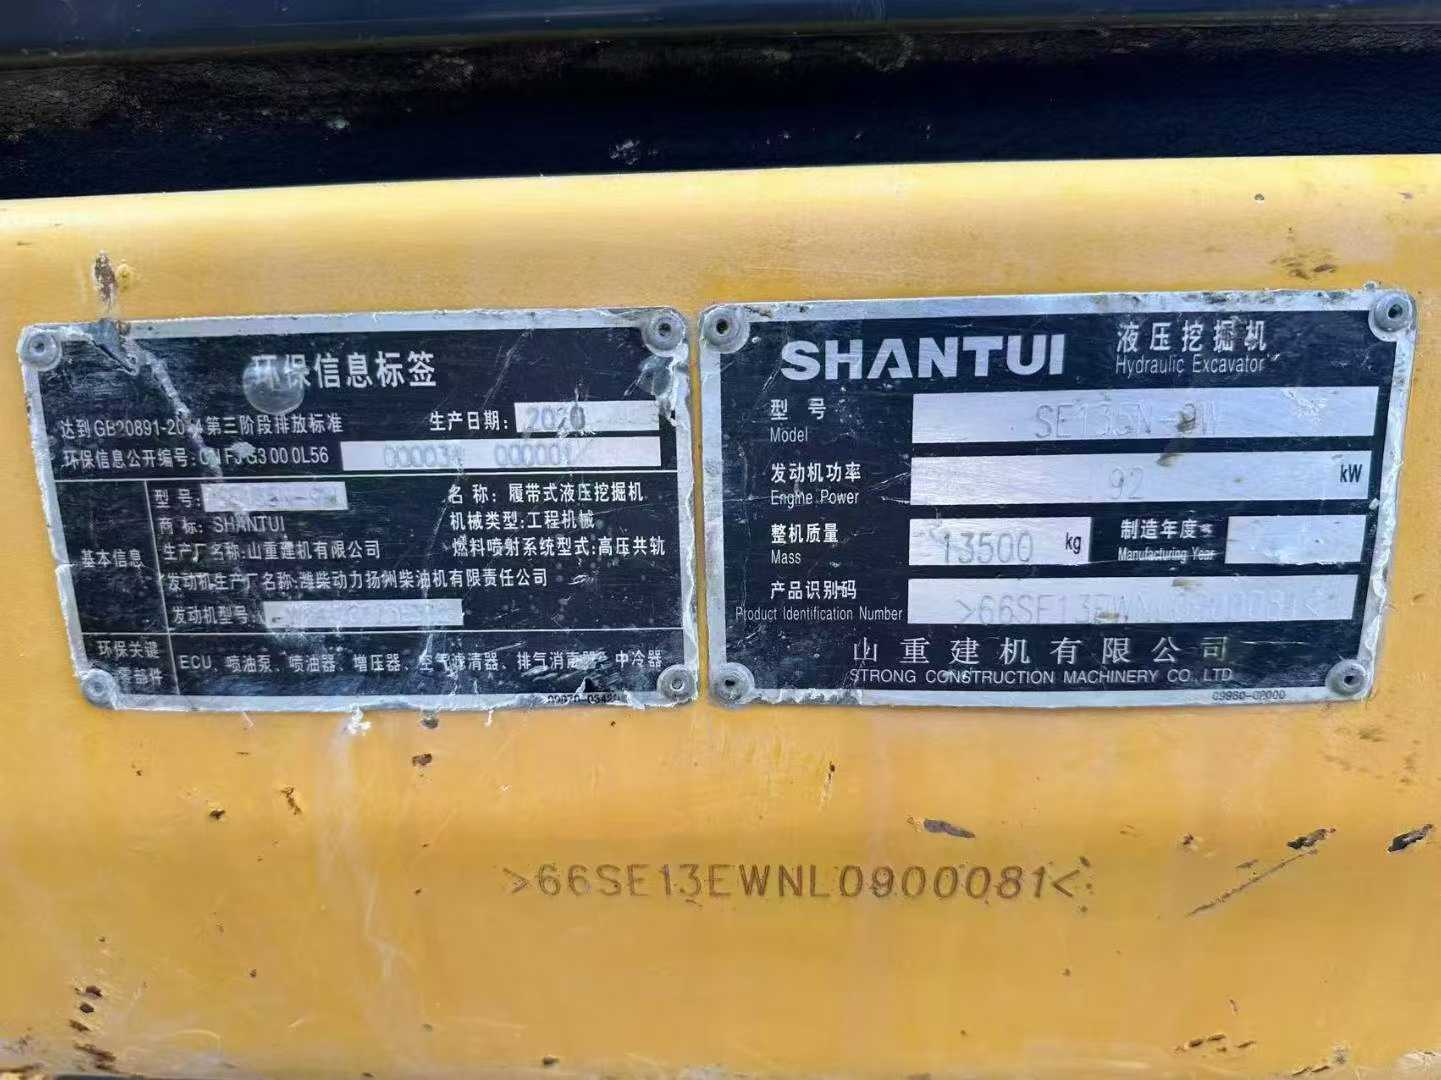 环保信息标签
达到GB20891-2014第三阶段排放标准
生产日期: 2020
环保信息公开编号: CN FJ G3 00 0L56
基本信息
型 号:
名 称: 履带式液压挖掘机
商 标: SHANTUI
机械类型:工程机械
生产厂名称:山重建机有限公司
燃料喷射系统型式:高压共轨
发动机生产厂名称:潍柴动力扬州柴油机有限责任公司
发动机型号:
环保关键
零部件
ECU、喷油泵、喷油器、增压器、空气滤清器、排气消声器、中冷器
SHANTUI
液压挖掘机
Hydraulic Excavator
型 号
Model
发动机功率
Engine Power
92
kW
整机质量
Mass
13500
kg
制造年度
Manufacturing Year
产品识别码
Product Identification Number
山重建机有限公司
STRONG CONSTRUCTION MACHINERY CO., LTD
>66SE13EWNL0900081<